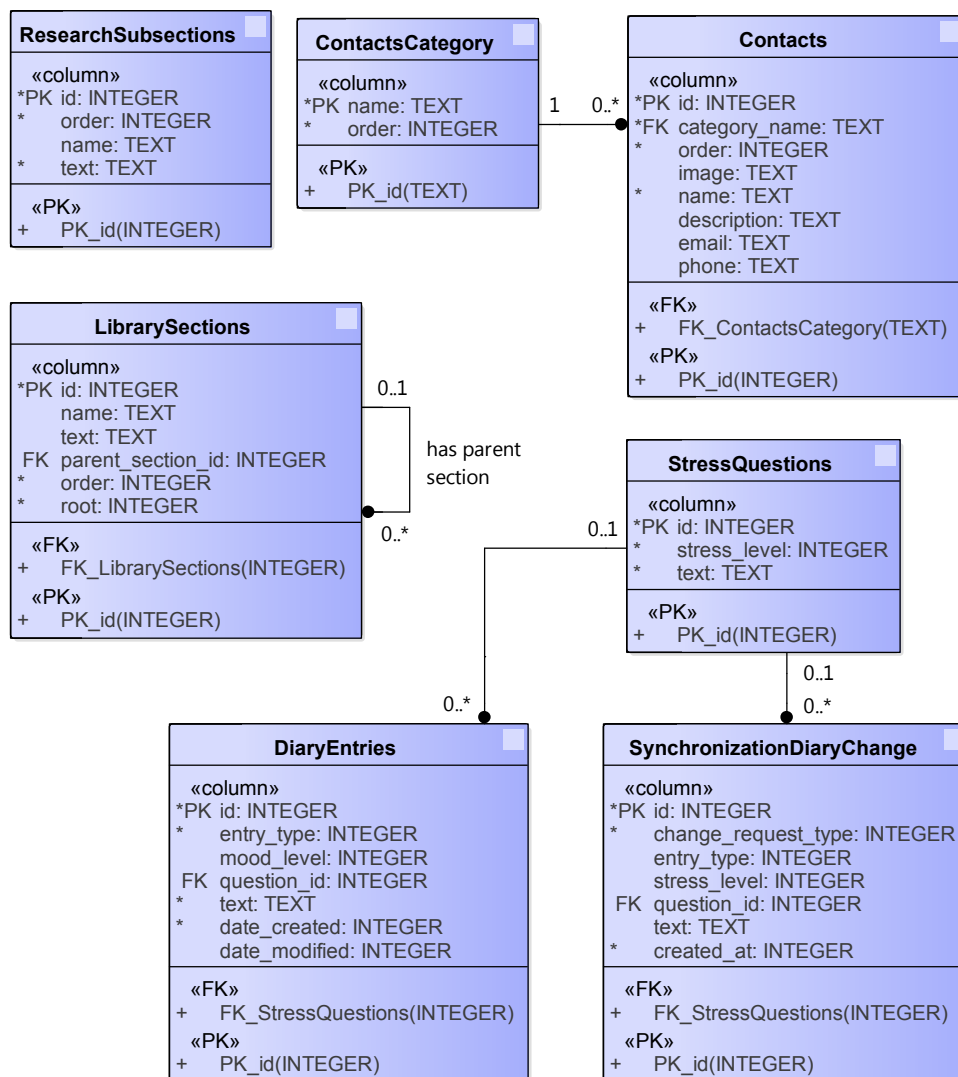 ResearchSubsections
«column»
*PK id: INTEGER
* order: INTEGER
name: TEXT
* text: TEXT
«PK»
+ PK_id(INTEGER)
ContactsCategory
«column»
*PK name: TEXT
* order: INTEGER
«PK»
+ PK_id(TEXT)
1
0..*
Contacts
«column»
*PK id: INTEGER
*FK category_name: TEXT
* order: INTEGER
image: TEXT
* name: TEXT
description: TEXT
email: TEXT
phone: TEXT
«FK»
+ FK_ContactsCategory(TEXT)
«PK»
+ PK_id(INTEGER)
LibrarySections
«column»
*PK id: INTEGER
name: TEXT
text: TEXT
FK parent_section_id: INTEGER
* order: INTEGER
* root: INTEGER
«FK»
+ FK_LibrarySections(INTEGER)
«PK»
+ PK_id(INTEGER)
0..1
has parent
section
0..*
StressQuestions
«column»
*PK id: INTEGER
* stress_level: INTEGER
* text: TEXT
«PK»
+ PK_id(INTEGER)
0..1
0..*
0..1
0..*
DiaryEntries
«column»
*PK id: INTEGER
* entry_type: INTEGER
mood_level: INTEGER
FK question_id: INTEGER
* text: TEXT
* date_created: INTEGER
date_modified: INTEGER
«FK»
+ FK_StressQuestions(INTEGER)
«PK»
+ PK_id(INTEGER)
SynchronizationDiaryChange
«column»
*PK id: INTEGER
* change_request_type: INTEGER
entry_type: INTEGER
stress_level: INTEGER
FK question_id: INTEGER
text: TEXT
* created_at: INTEGER
«FK»
+ FK_StressQuestions(INTEGER)
«PK»
+ PK_id(INTEGER)